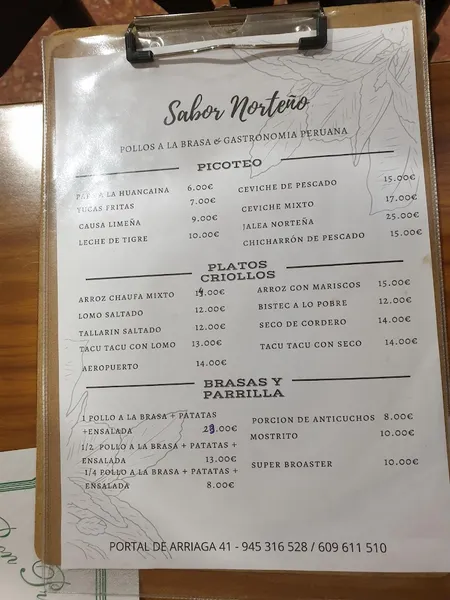 Sabor Norteño
POLLOS A LA BRASA & GASTRONOMIA PERUANA
PICOTEO
A LA HUANCAINA 6.00€
YUCAS FRITAS 7.00€
CAUSA LIMEÑA 9.00€
LECHE DE TIGRE 10.00€
CEVICHE DE PESCADO 15.00€
CEVICHE MIXTO 17.00€
JALEA NORTEÑA 25.00€
CHICHARRÓN DE PESCADO 15.00€
PLATOS
CRIOLLOS
ARROZ CHAUFA MIXTO
LOMO SALTADO 12.00€
TALLARIN SALTADO 12.00€
TACU TACU CON LOMO 13.00€
AEROPUERTO 14.00€
ARROZ CON MARISCOS 15.00€
BISTEC A LO POBRE 12.00€
SECO DE CORDERO 14.00€
TACU TACU CON SECO 14.00€
BRASAS Y
PARRILLA
1 POLLO A LA BRASA + PATATAS
+ENSALADA
1/2 POLLO A LA BRASA + PATATAS +
ENSALADA 13.00€
1/4 POLLO A LA BRASA + PATATAS +
ENSALADA 8.00€
PORCION DE ANTICUCHOS 8.00€
MOSTRITO 10.00€
SUPER BROASTER 10.00€
PORTAL DE ARRIAGA 41 - 945 316 528 / 609 611 510